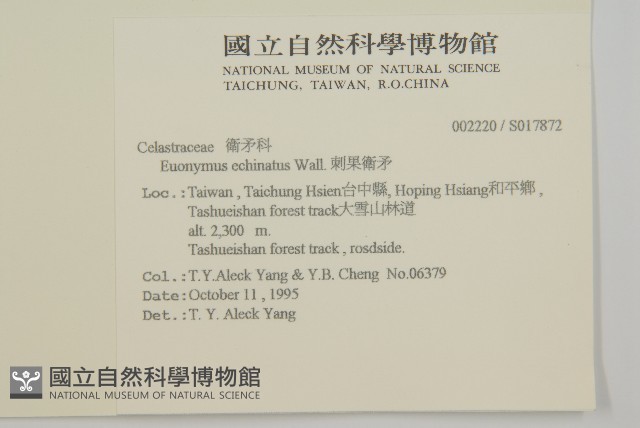 國立自然科學博物館
NATIONAL MUSEUM OF NATURAL SCIENCE
TAICHUNG, TAIWAN, R.O.CHINA
002220 / S017872
Celastraceae 衛矛科
Euonymus echinatus Wall. 刺果衛矛
Loc.:Taiwan , Taichung Hsien台中縣, Hoping Hsiang和平鄉 ,
Tashueishan forest track大雪山林道
alt. 2,300 m.
Tashueishan forest track , rosdside.
Col.:T.Y.Aleck Yang & Y.B. Cheng No.06379
Date:October 11 , 1995
Det.:T. Y. Aleck Yang
國立自然科學博物館
NATIONAL MUSEUM OF NATURAL SCIENCE